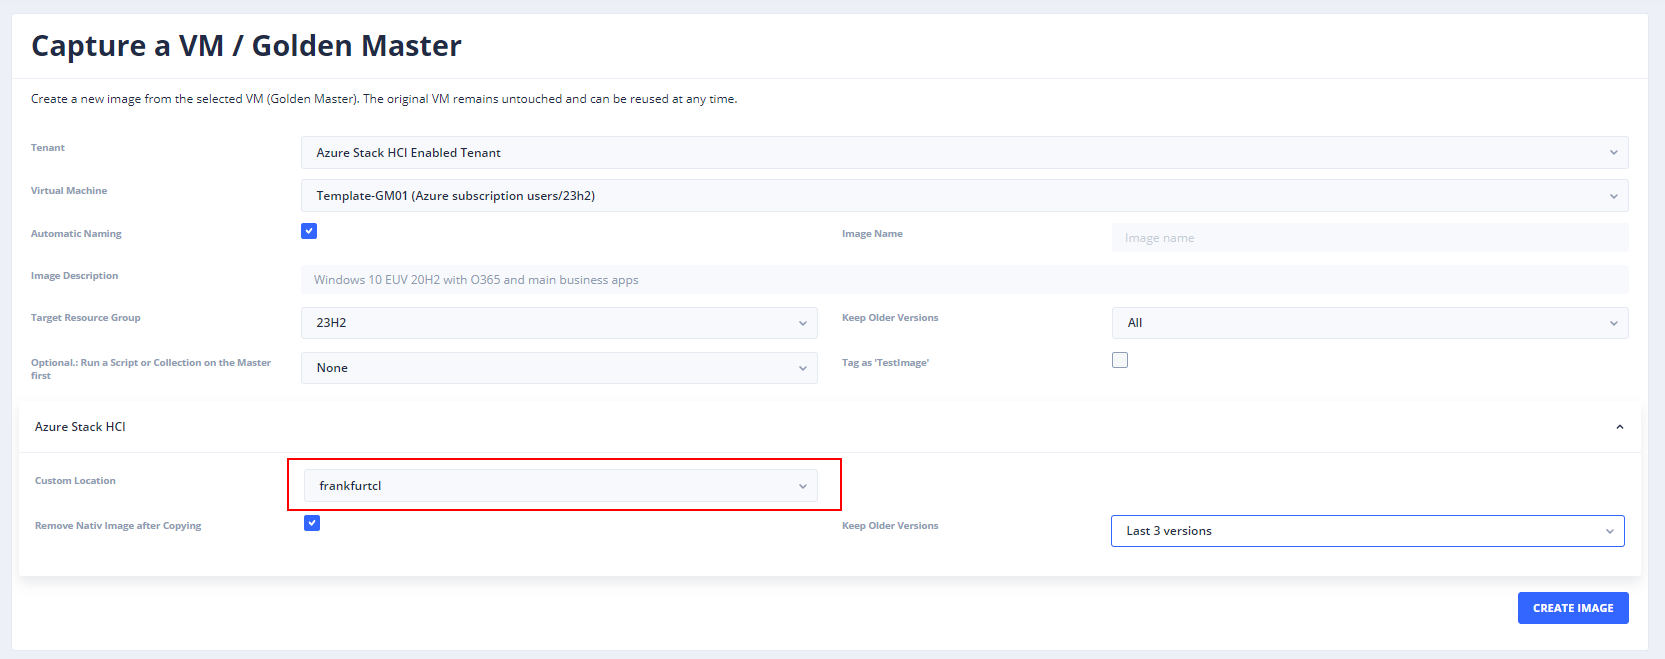 Capture a VM / Golden Master
Create a new image from the selected VM (Golden Master). The original VM remains untouched and can be reused at any time.
Tenant
Azure Stack HCI Enabled Tenant
Virtual Machine
Template-GM01 (Azure subscription users/23h2)
Automatic Naming
Image Name
Image name
Image Description
Windows 10 EUV 20H2 with O365 and main business apps
Target Resource Group
23H2
Keep Older Versions
All
Optional.: Run a Script or Collection on the Master
first
None
Tag as 'TestImage'
Azure Stack HCI
Custom Location
frankfurtcl
Remove Nativ Image after Copying
Keep Older Versions
Last 3 versions
CREATE IMAGE